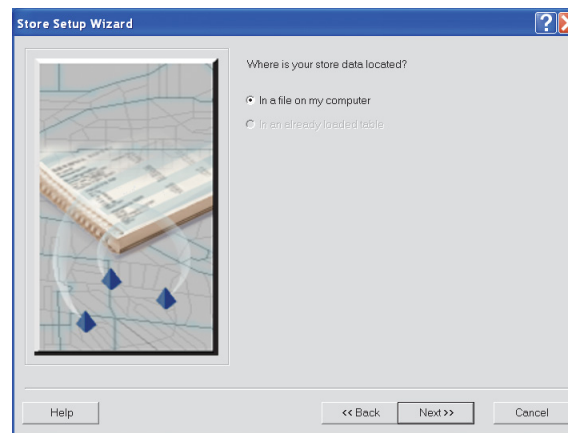 Store Setup Wizard
?
Where is your store data located?
In a file on my computer
In an already loaded table
Help
<< Back
Next >>
Cancel